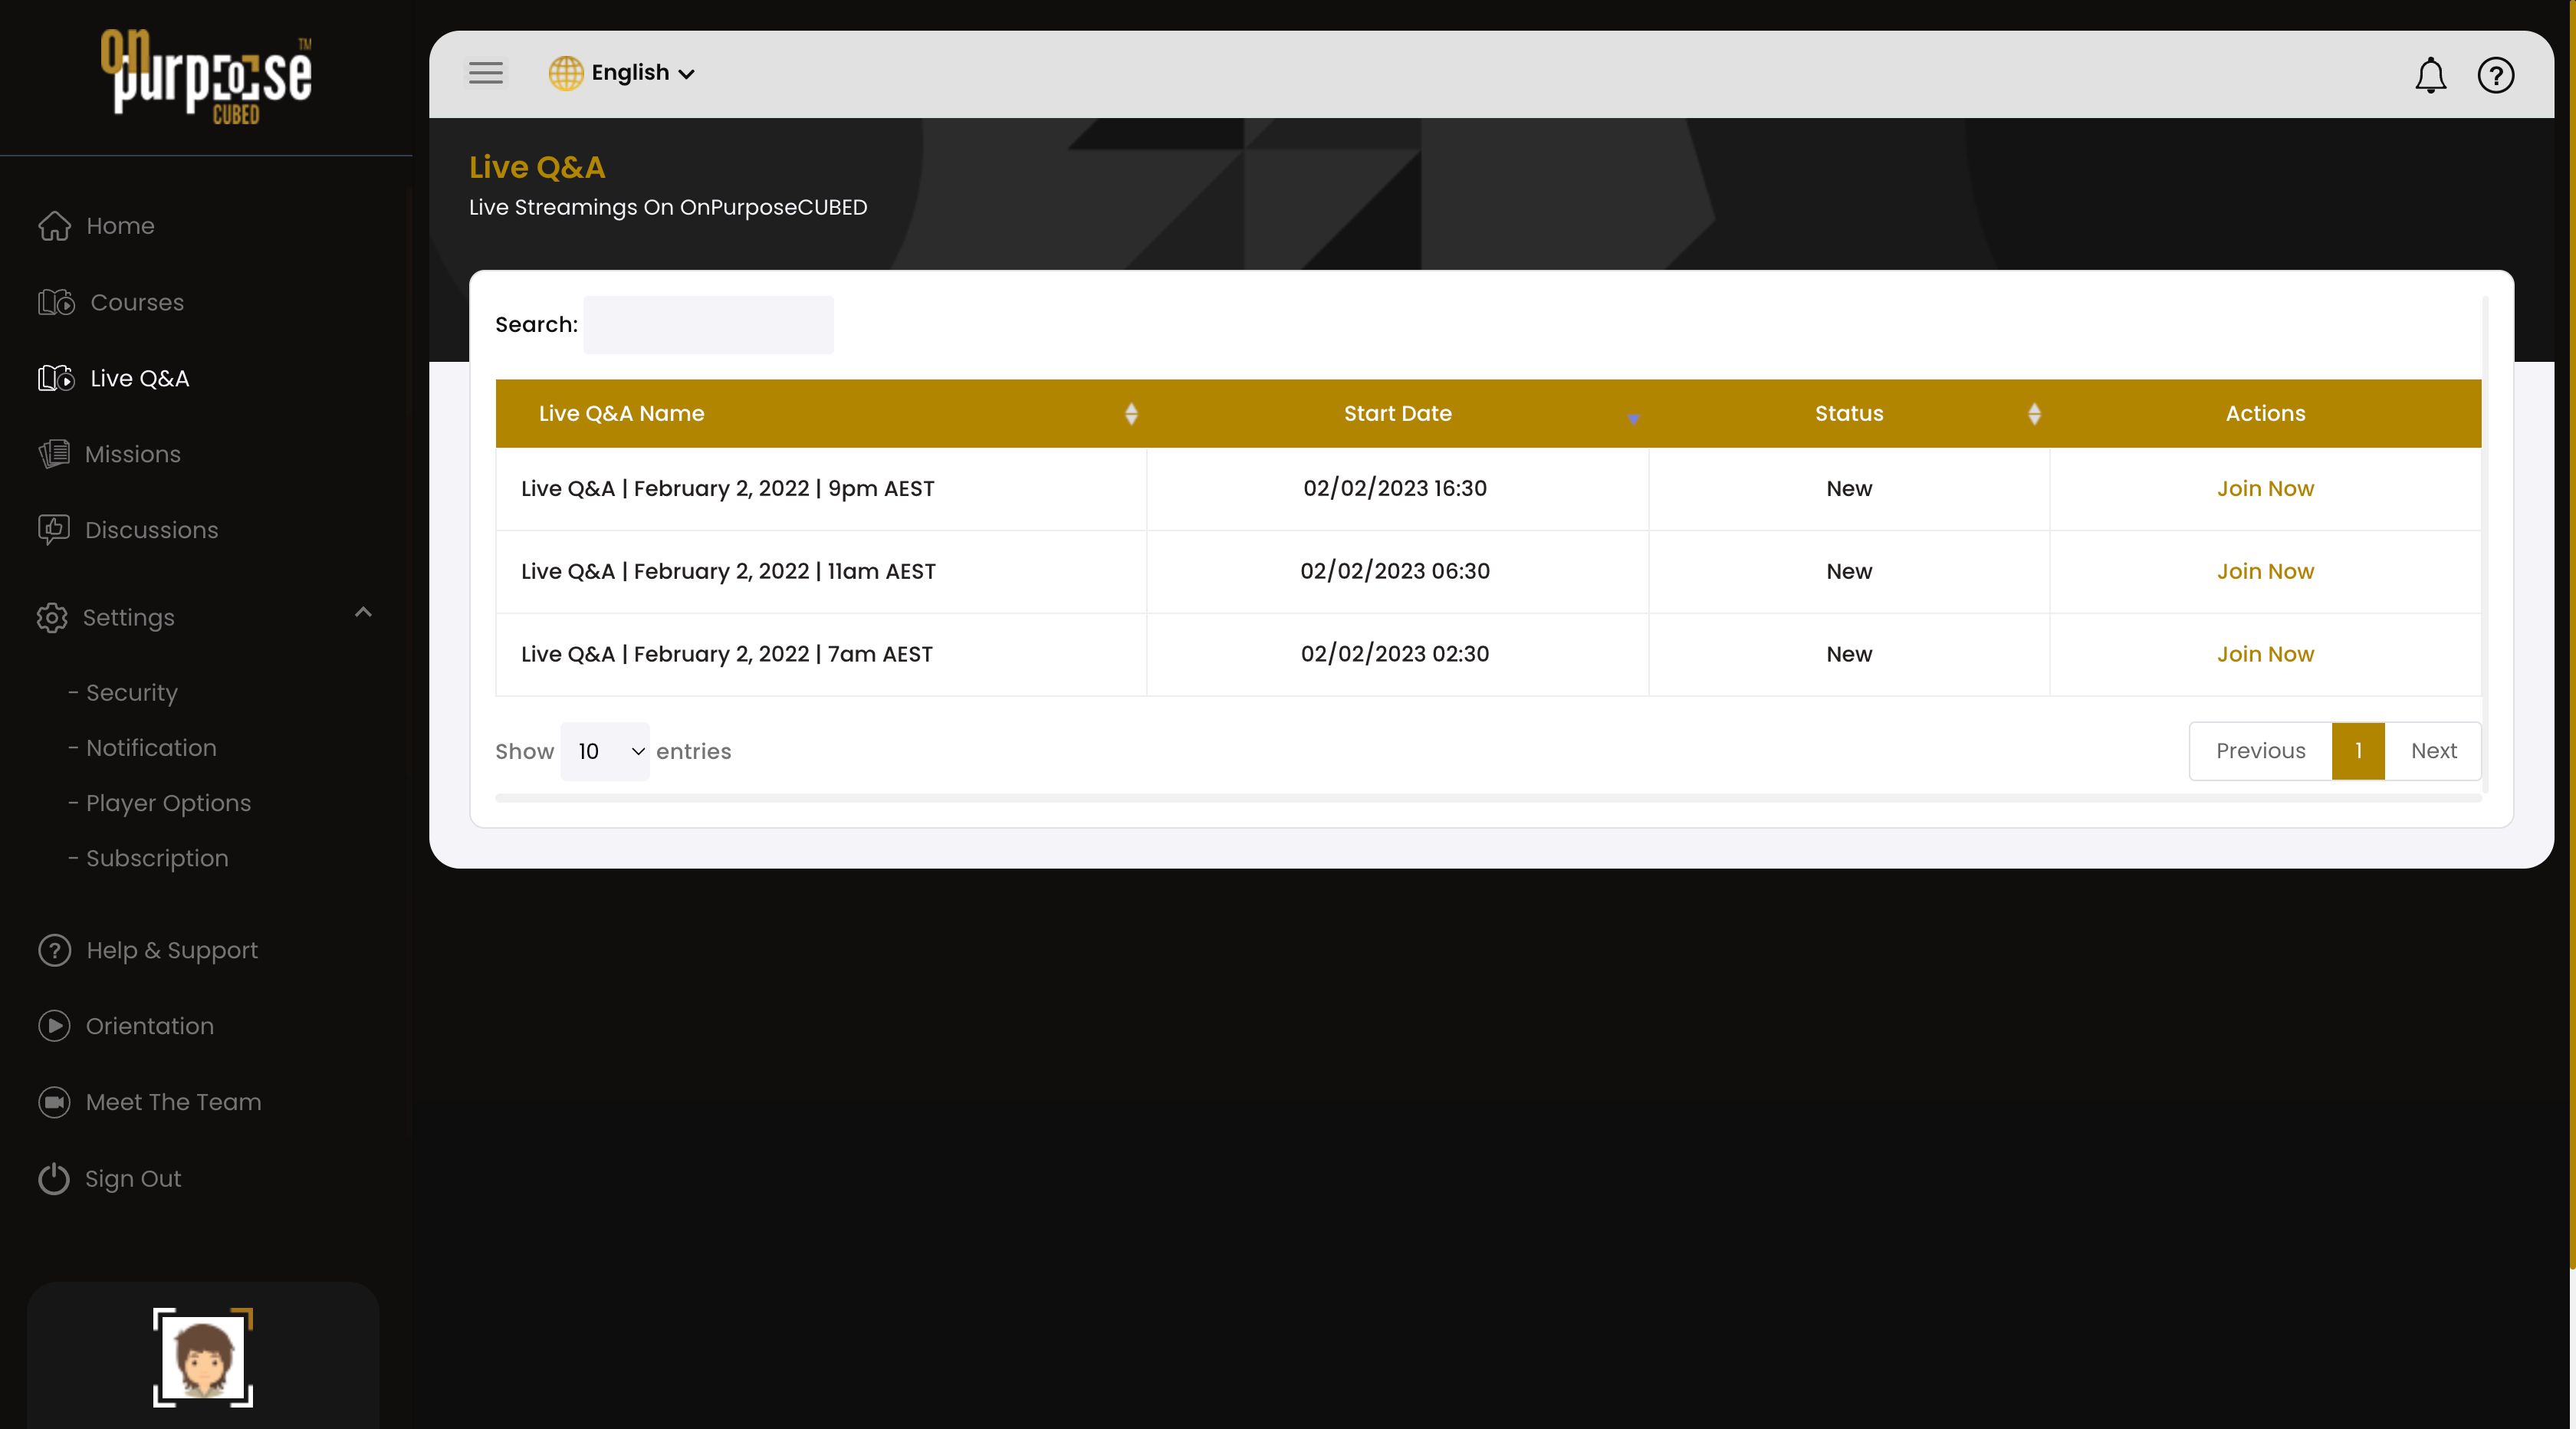 on
purpose™
CUBED
Home
Courses
Live Q&A
Missions
Discussions
Settings
- Security
- Notification
- Player Options
- Subscription
Help & Support
Orientation
Meet The Team
Sign Out
English
Live Q&A
Live Streamings On OnPurposeCUBED
Search:
Live Q&A Name Start Date Status Actions
Live Q&A | February 2, 2022 | 9pm AEST 02/02/2023 16:30 New Join Now
Live Q&A | February 2, 2022 | 11am AEST 02/02/2023 06:30 New Join Now
Live Q&A | February 2, 2022 | 7am AEST 02/02/2023 02:30 New Join Now
Show 10 entries Previous 1 Next